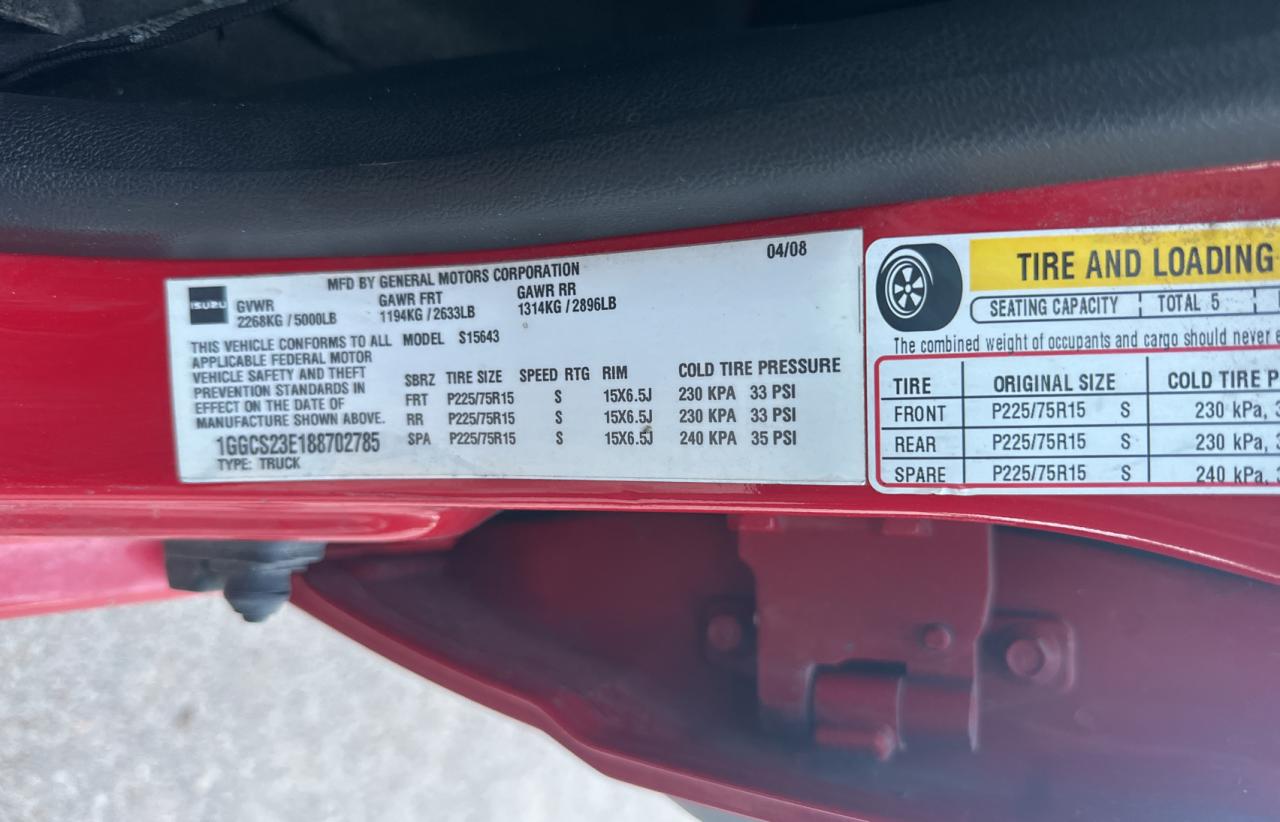 MFD BY GENERAL MOTORS CORPORATION 04/08
ISUZU
GVWR GAWR FRT GAWR RR
2268KG / 5000LB 1194KG / 2633LB 1314KG / 2896LB
THIS VEHICLE CONFORMS TO ALL
APPLICABLE FEDERAL MOTOR
VEHICLE SAFETY AND THEFT
PREVENTION STANDARDS IN
EFFECT ON THE DATE OF
MANUFACTURE SHOWN ABOVE.
1GGCS23E188702785
TYPE: TRUCK
MODEL S15643
SBRZ TIRE SIZE SPEED RTG RIM COLD TIRE PRESSURE
FRT P225/75R15 S 15X6.5J 230 KPA 33 PSI
RR P225/75R15 S 15X6.5J 230 KPA 33 PSI
SPA P225/75R15 S 15X6.5J 240 KPA 35 PSI
TIRE AND LOADING
SEATING CAPACITY TOTAL 5
The combined weight of occupants and cargo should never
TIRE ORIGINAL SIZE COLD TIRE
FRONT P225/75R15 S 230 kPa,
REAR P225/75R15 S 230 kPa,
SPARE P225/75R15 S 240 kPa,